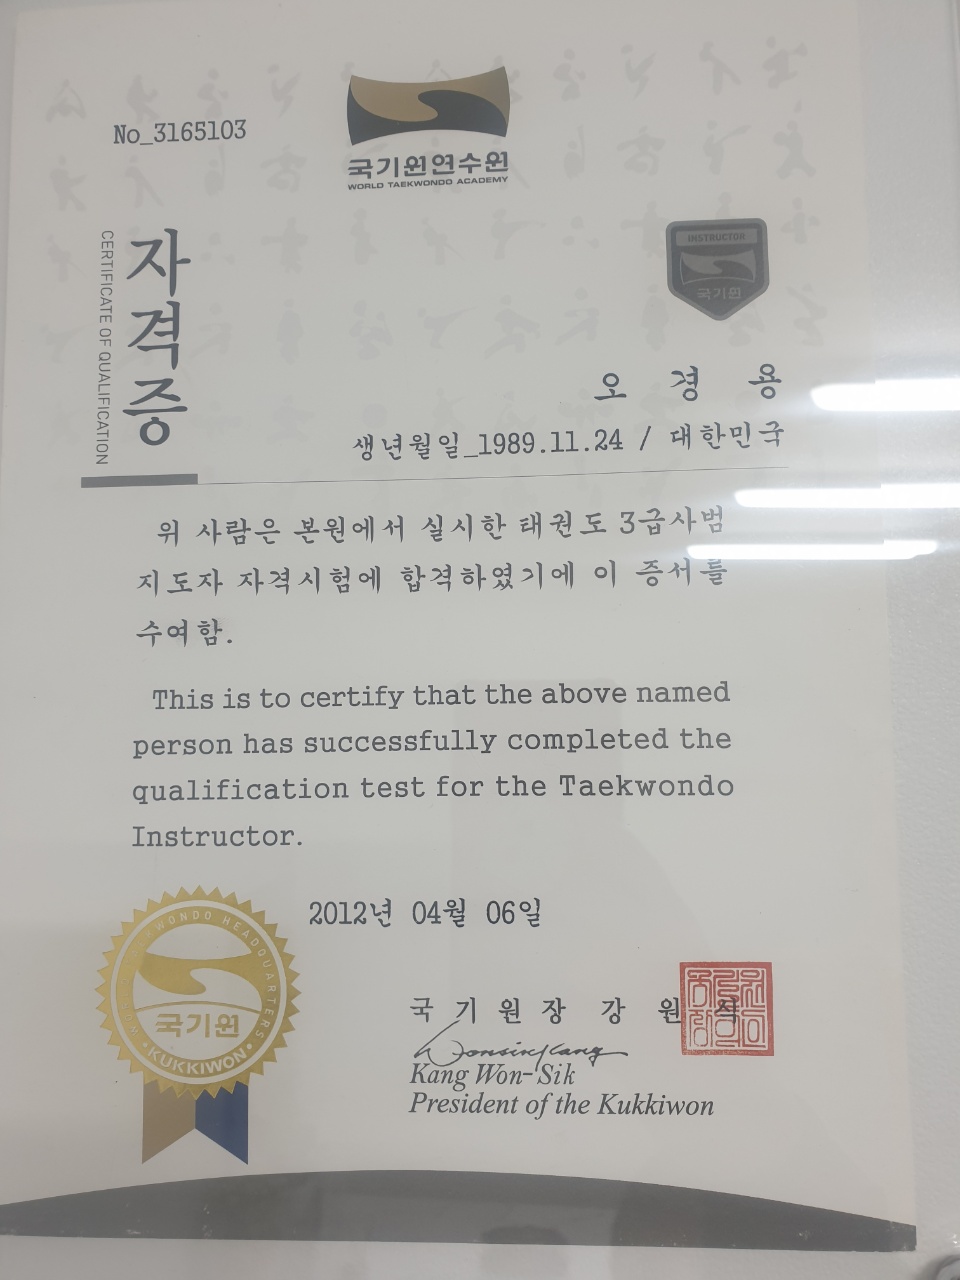 No_3165103
국기원연수원
WORLD TAEKWONDO ACADEMY
자격증
CERTIFICATE OF QUALIFICATION
INSTRUCTOR
국기원
오 경 용
생년월일_1989.11.24 / 대한민국
위 사람은 본원에서 실시한 태권도 3급사범
지도자 자격시험에 합격하였기에 이 증서를
수여함.
This is to certify that the above named
person has successfully completed the
qualification test for the Taekwondo
Instructor.
2012년 04월 06일
국 기 원 장 강 원 식
Kang Won-Sik
President of the Kukkiwon
TAEKWONDO HEADQUARTERS
국기원
KUKKIWON